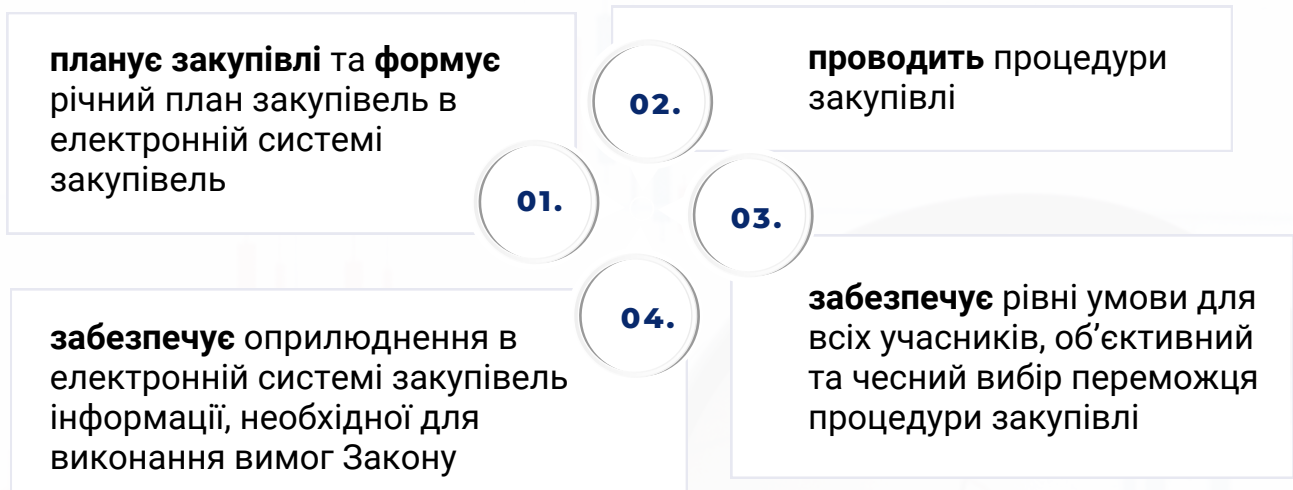 01.
планує закупівлі та формує
річний план закупівель в
електронній системі
закупівель
02.
проводить процедури
закупівлі
03.
забезпечує рівні умови для
всіх учасників, об’єктивний
та чесний вибір переможця
процедури закупівлі
04.
забезпечує оприлюднення в
електронній системі закупівель
інформації, необхідної для
виконання вимог Закону